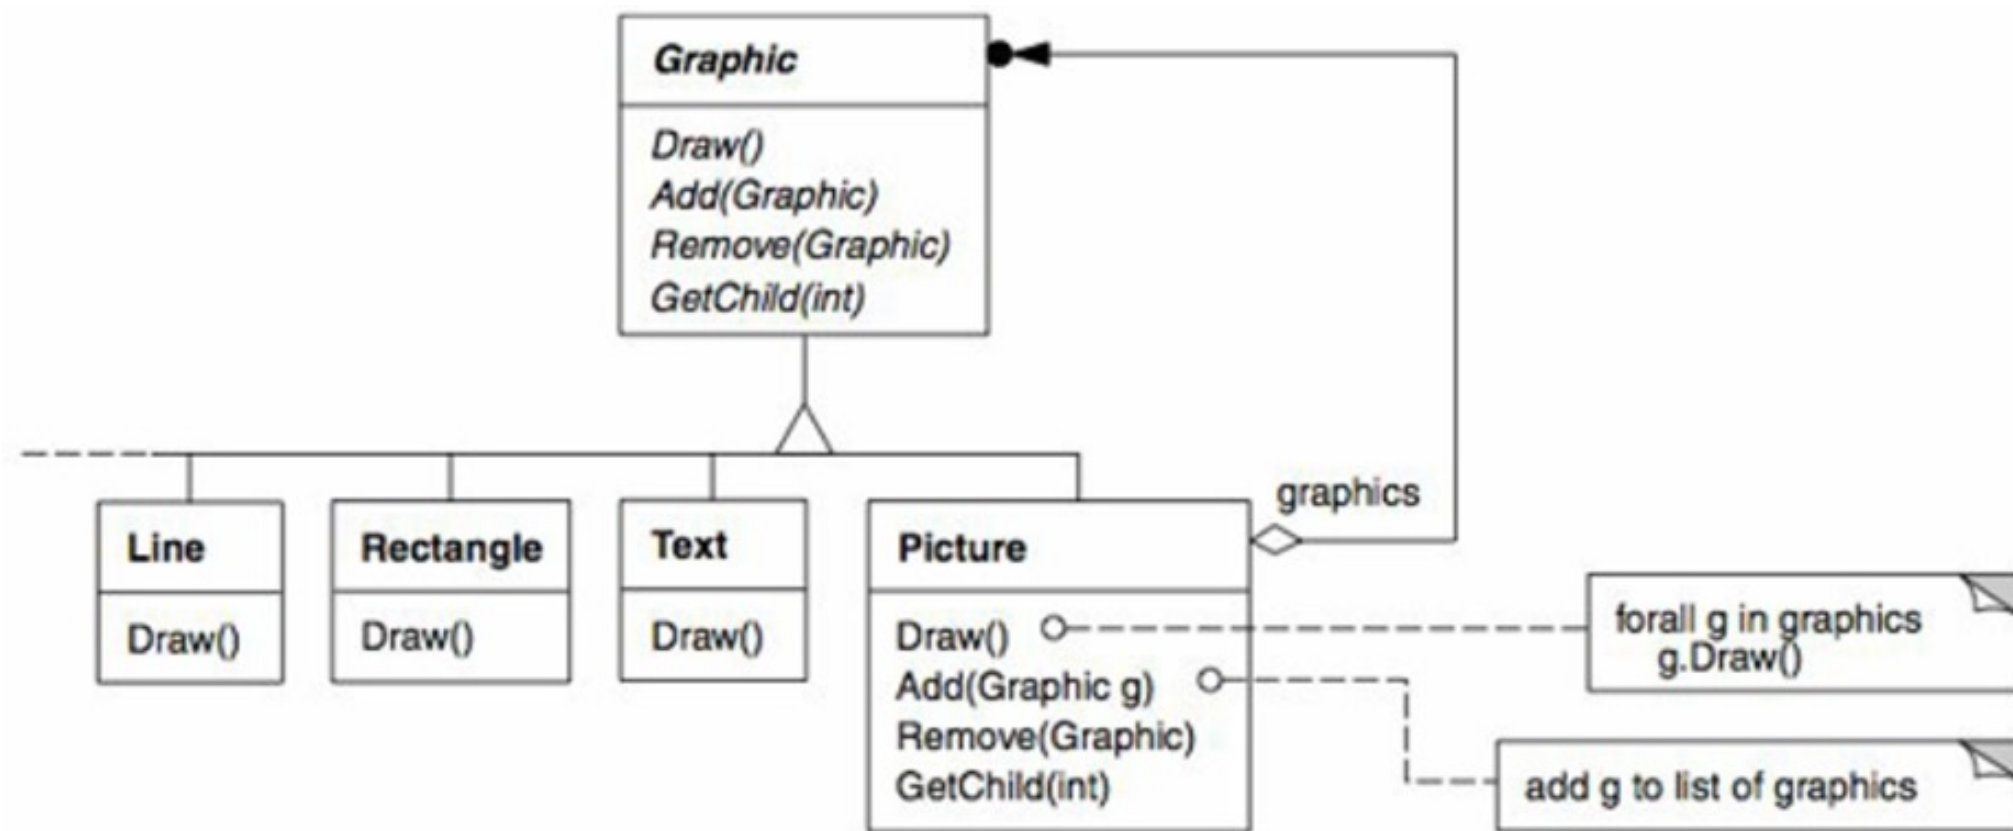 Graphic
Draw()
Add(Graphic)
Remove(Graphic)
GetChild(int)
graphics
Line
Draw()
Rectangle
Draw()
Text
Draw()
Picture
Draw()
Add(Graphic g)
Remove(Graphic)
GetChild(int)
forall g in graphics
g.Draw()
add g to list of graphics